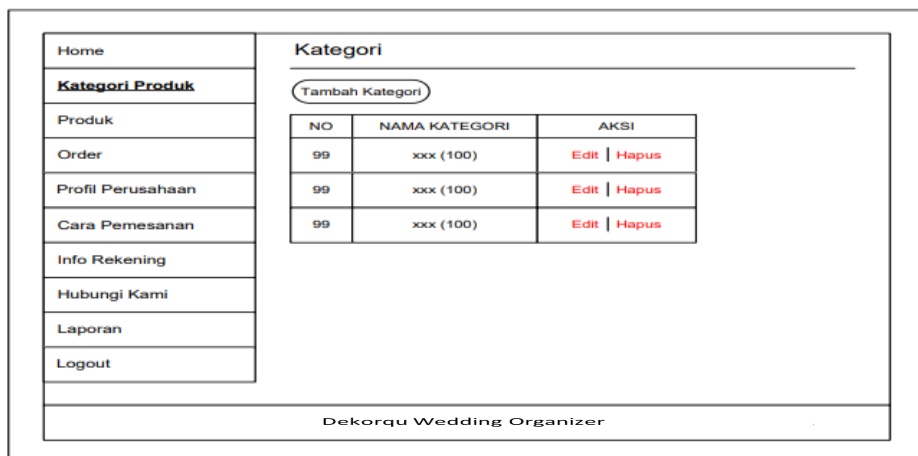 Home
Kategori Produk
Produk
Order
Profil Perusahaan
Cara Pemesanan
Info Rekening
Hubungi Kami
Laporan
Logout
Kategori
Tambah Kategori
NO NAMA KATEGORI AKSI
99 xxx (100) Edit | Hapus
99 xxx (100) Edit | Hapus
99 xxx (100) Edit | Hapus
Dekorqu Wedding Organizer